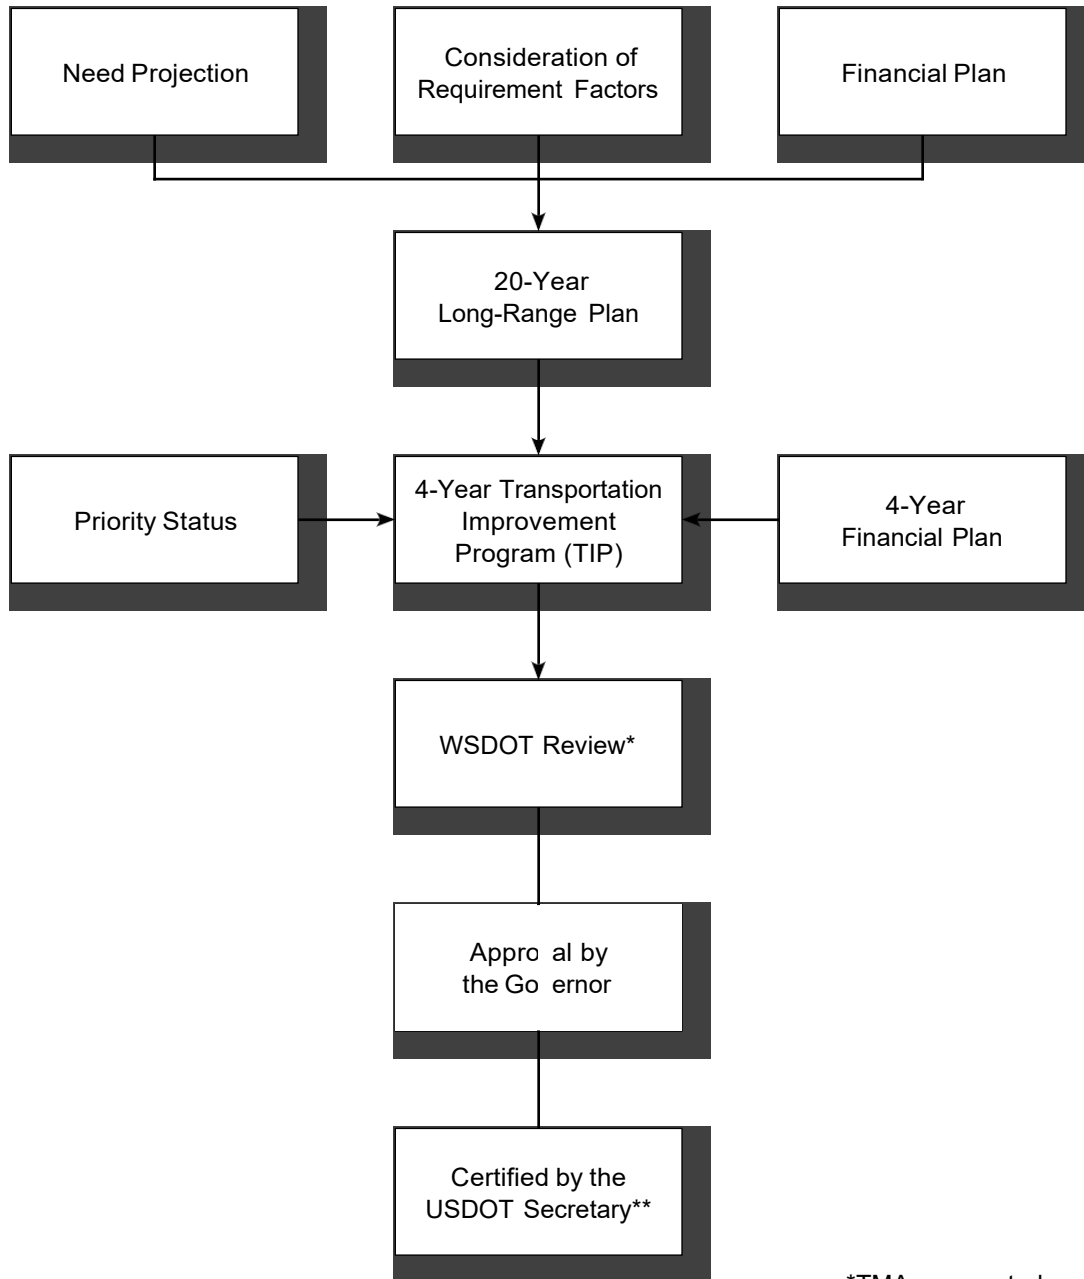 Need Projection
Consideration of
Requirement Factors
Financial Plan
20-Year
Long-Range Plan
Priority Status
4-Year Transportation
Improvement
Program (TIP)
4-Year
Financial Plan
WSDOT Review*
Appro al by
the Go ernor
Certified by the
USDOT Secretary**